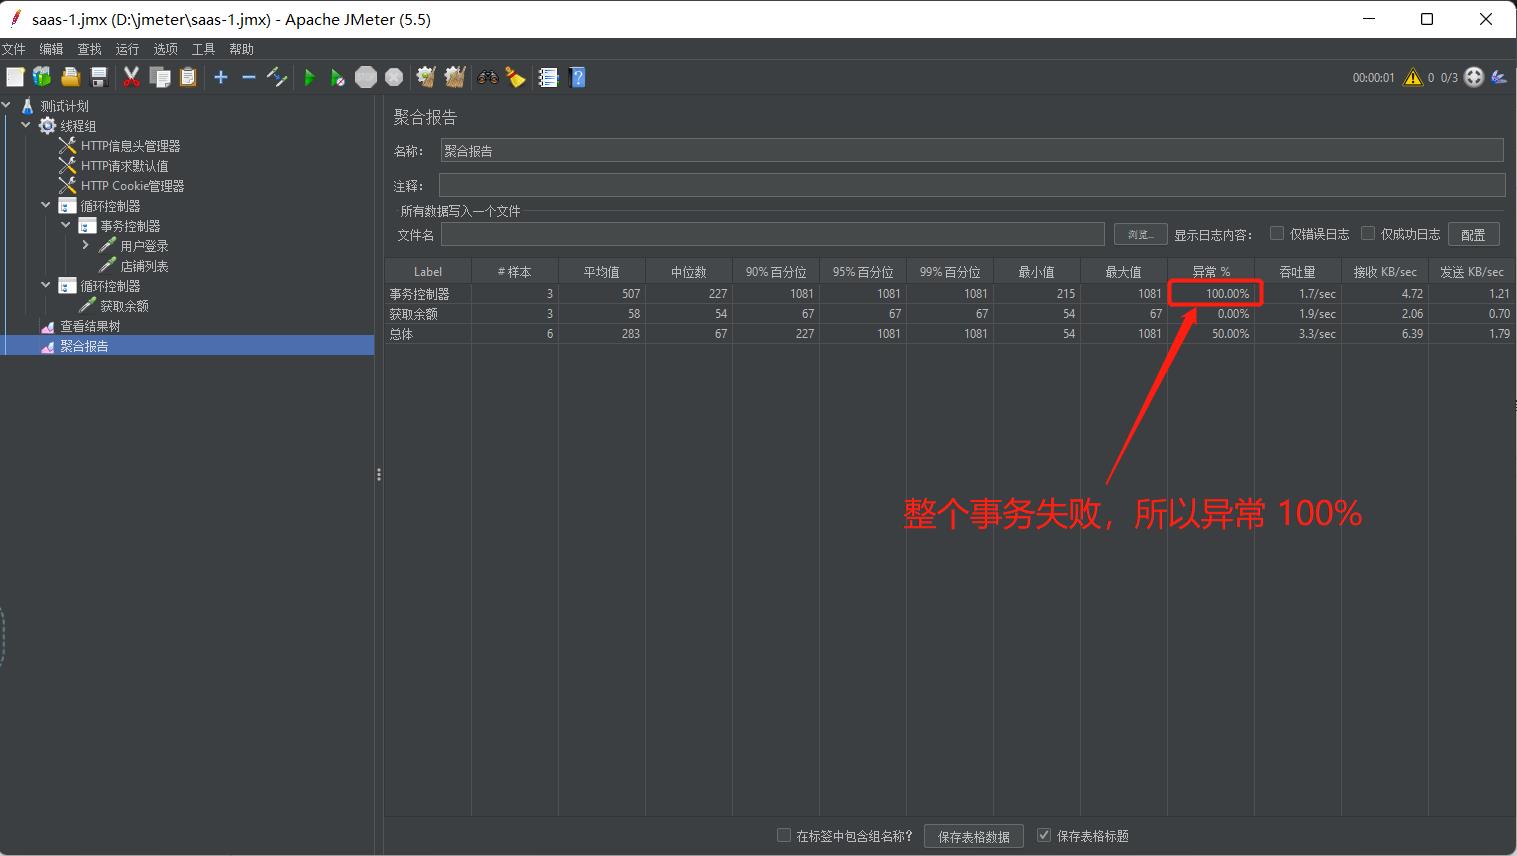 saas-1.jmx (D:\jmeter\saas-1.jmx) - Apache JMeter (5.5)
文件 编辑 查找 运行 选项 工具 帮助
00:00:01 0 0/3
测试计划
线程组
HTTP信息头管理器
HTTP请求默认值
HTTP Cookie管理器
循环控制器
事务控制器
用户登录
店铺列表
循环控制器
获取余额
查看结果树
聚合报告
聚合报告
名称: 聚合报告
注释:
所有数据写入一个文件
文件名 浏览... 显示日志内容: 仅错误日志 仅成功日志 配置
Label # 样本 平均值 中位数 90% 百分位 95% 百分位 99% 百分位 最小值 最大值 异常 % 吞吐量 接收 KB/sec 发送 KB/sec
事务控制器 3 507 227 1081 1081 1081 215 1081 100.00% 1.7/sec 4.72 1.21
获取余额 3 58 54 67 67 67 54 67 0.00% 1.9/sec 2.06 0.70
总体 6 283 67 227 1081 1081 54 1081 50.00% 3.3/sec 6.39 1.79
整个事务失败，所以异常 100%
在标签中包含组名称? 保存表格数据 保存表格标题